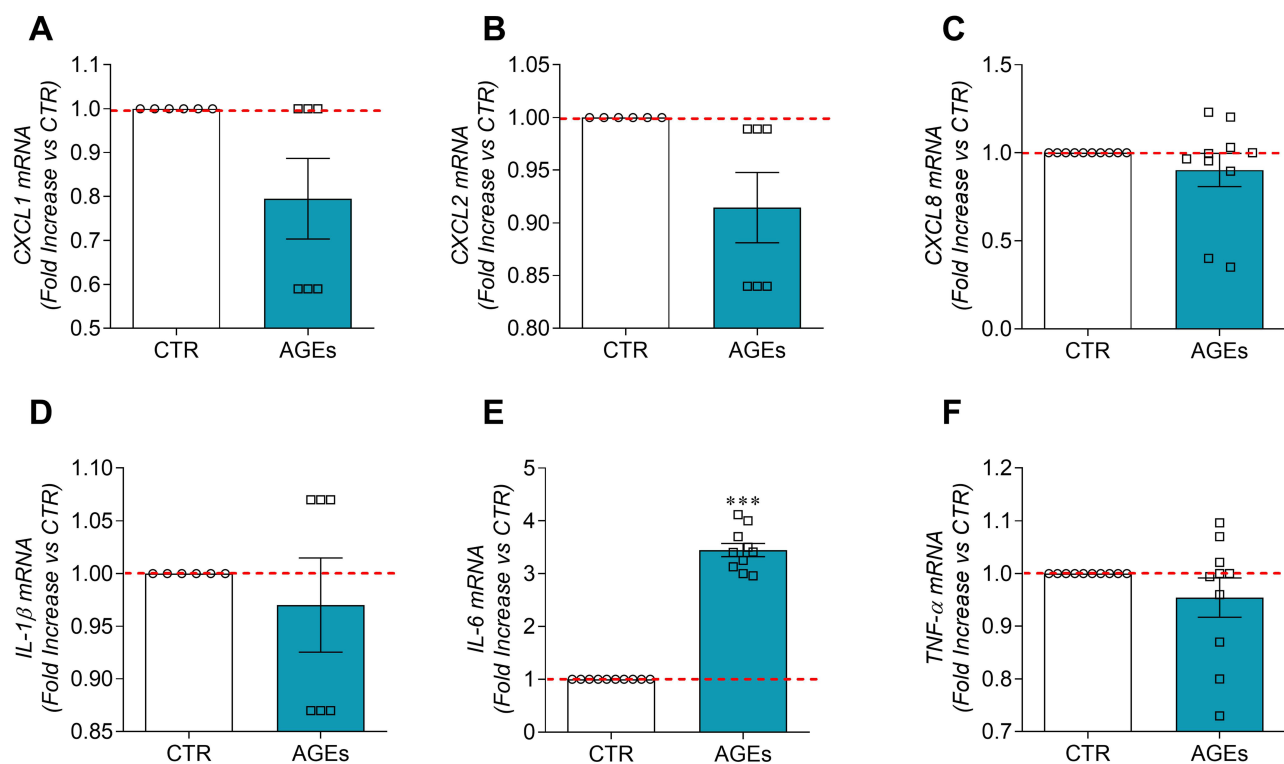 A
CXCL1 mRNA
(Fold Increase vs CTR)
1.1
1.0
0.9
0.8
0.7
0.6
0.5
CTR
AGEs
B
CXCL2 mRNA
(Fold Increase vs CTR)
1.05
1.00
0.95
0.90
0.85
0.80
CTR
AGEs
C
CXCL8 mRNA
(Fold Increase vs CTR)
1.5
1.0
0.5
0.0
CTR
AGEs
D
IL-1β mRNA
(Fold Increase vs CTR)
1.10
1.05
1.00
0.95
0.90
0.85
CTR
AGEs
E
IL-6 mRNA
(Fold Increase vs CTR)
5
4
3
2
1
0
***
CTR
AGEs
F
TNF-α mRNA
(Fold Increase vs CTR)
1.2
1.1
1.0
0.9
0.8
0.7
CTR
AGEs